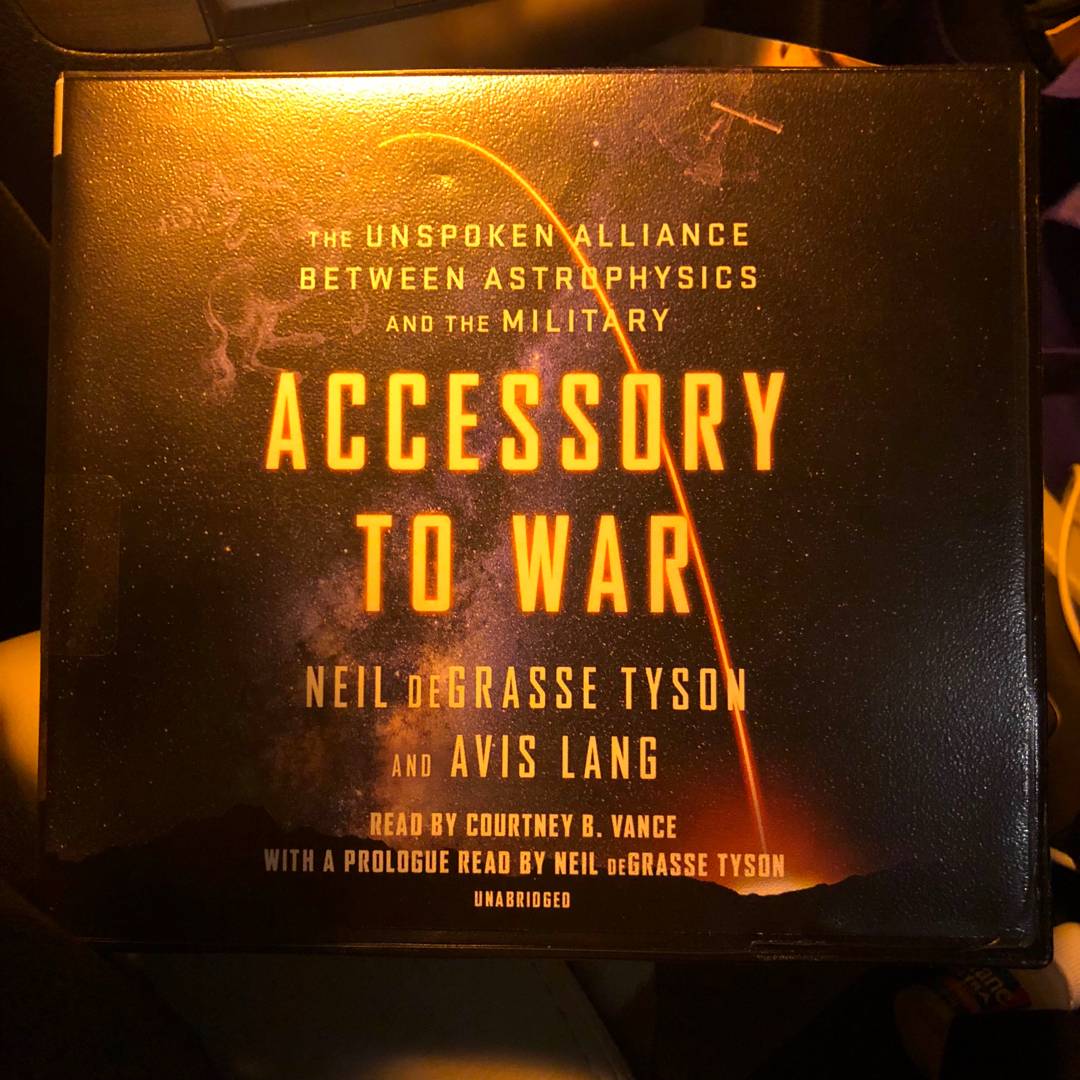 THE UNSPOKEN ALLIANCE
BETWEEN ASTROPHYSICS
AND THE MILITARY
ACCESSORY
TO WAR
NEIL DEGRASSE TYSON
AND AVIS LANG
READ BY COURTNEY B. VANCE
WITH A PROLOGUE READ BY NEIL DEGRASSE TYSON
UNABRIDGED